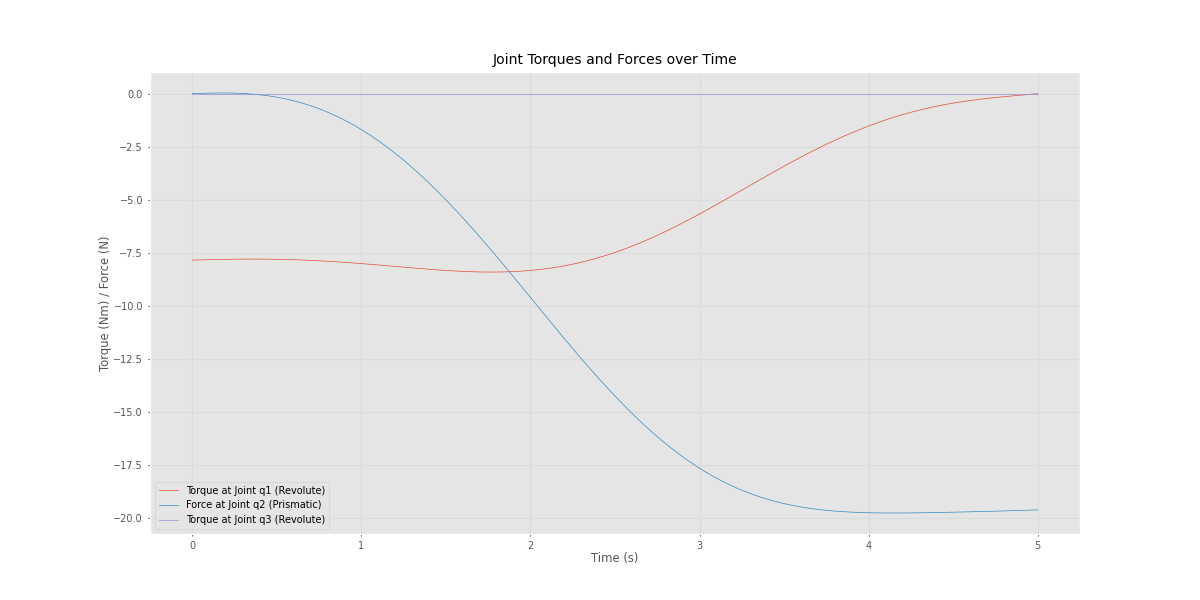 Joint Torques and Forces over Time
Torque (Nm) / Force (N)
0.0
−2.5
−5.0
−7.5
−10.0
−12.5
−15.0
−17.5
−20.0
Torque at Joint q1 (Revolute)
Force at Joint q2 (Prismatic)
Torque at Joint q3 (Revolute)
0 1 2 3 4 5
Time (s)